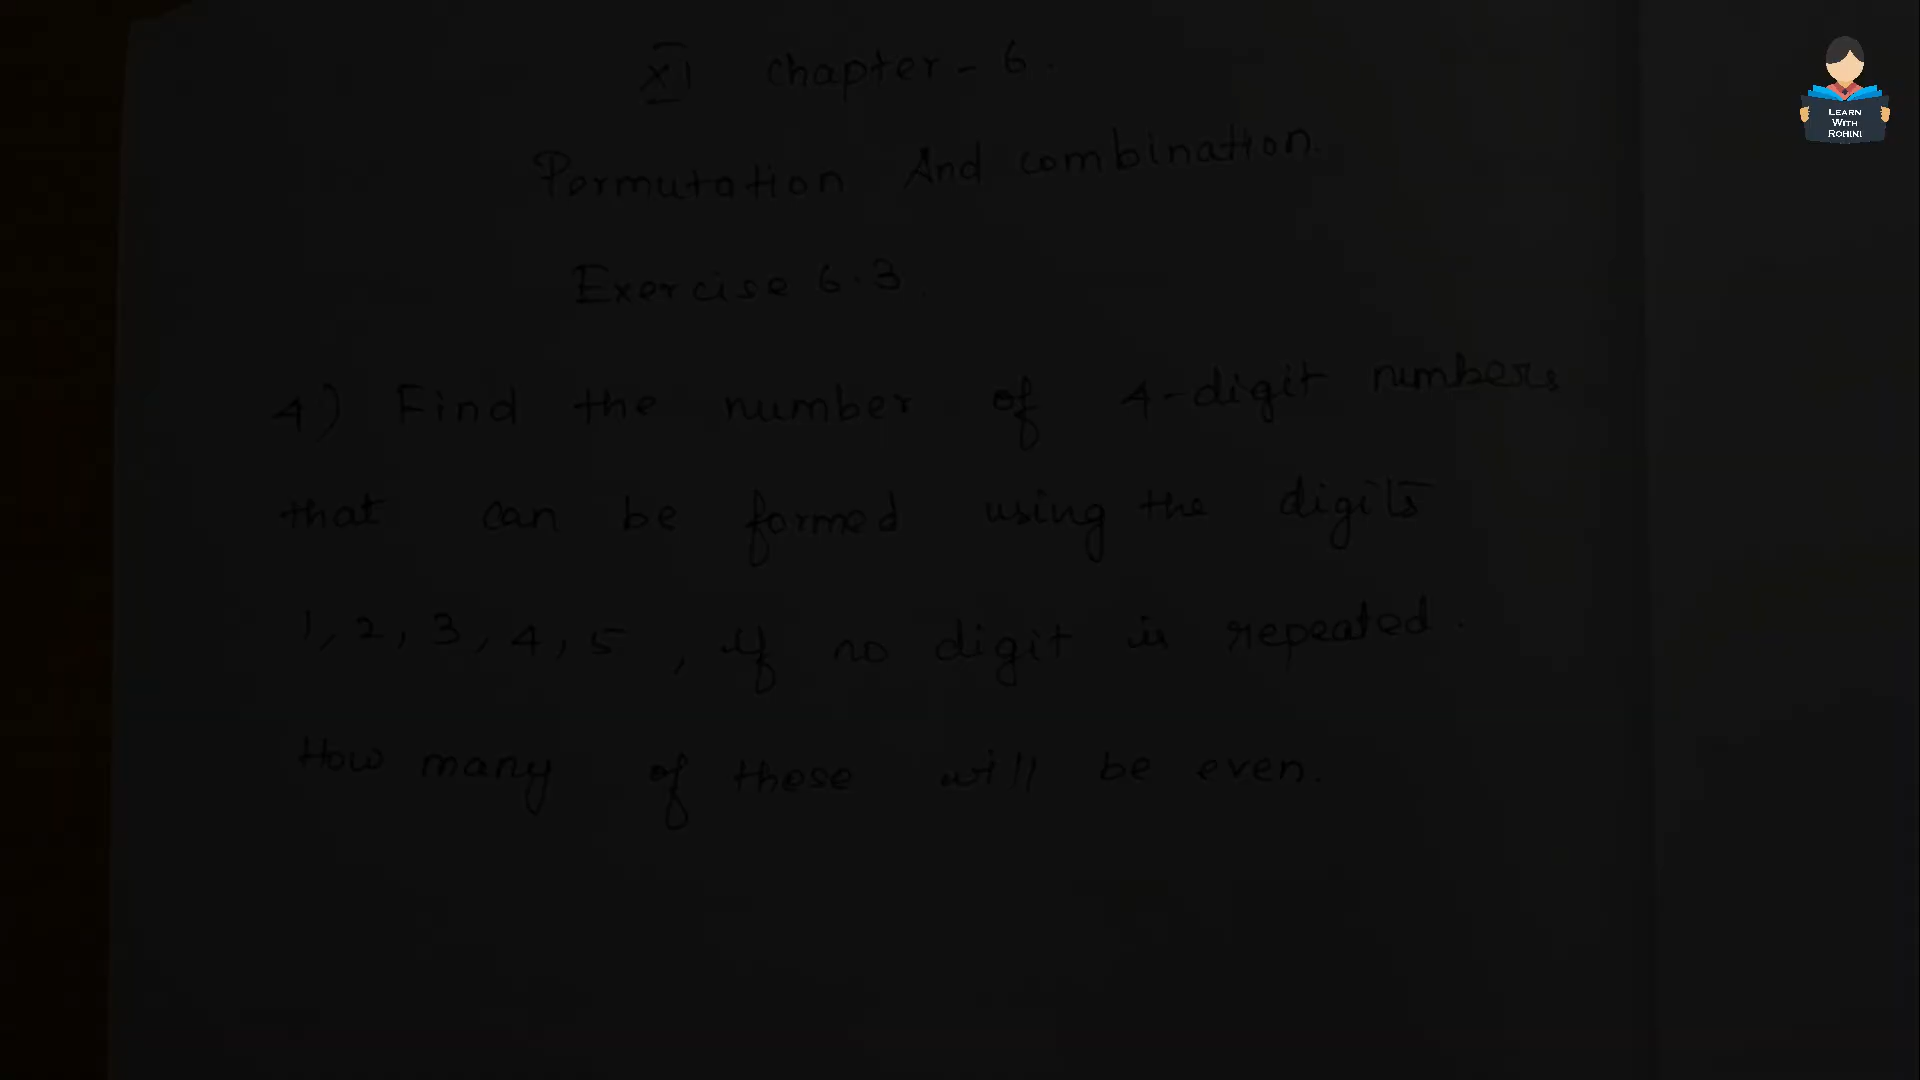 XI Chapter - 6.
Permutation And combination.
Exercise 6.3.
4) Find the number of 4-digit numbers
that can be formed using the digits
1, 2, 3, 4, 5, if no digit is repeated.
How many of these will be even.
LEARN
WITH
ROHINI